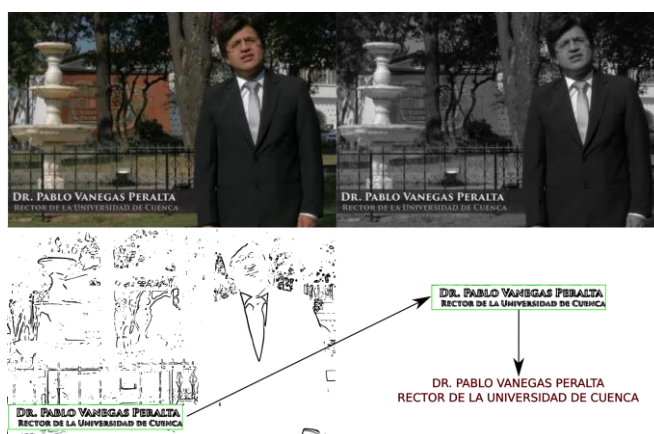 DR. PABLO VANEGAS PERALTA
RECTOR DE LA UNIVERSIDAD DE CUENCA
DR. PABLO VANEGAS PERALTA
RECTOR DE LA UNIVERSIDAD DE CUENCA
DR. PABLO VANEGAS PERALTA
RECTOR DE LA UNIVERSIDAD DE CUENCA
DR. PABLO VANEGAS PERALTA
RECTOR DE LA UNIVERSIDAD DE CUENCA
DR. PABLO VANEGAS PERALTA
RECTOR DE LA UNIVERSIDAD DE CUENCA